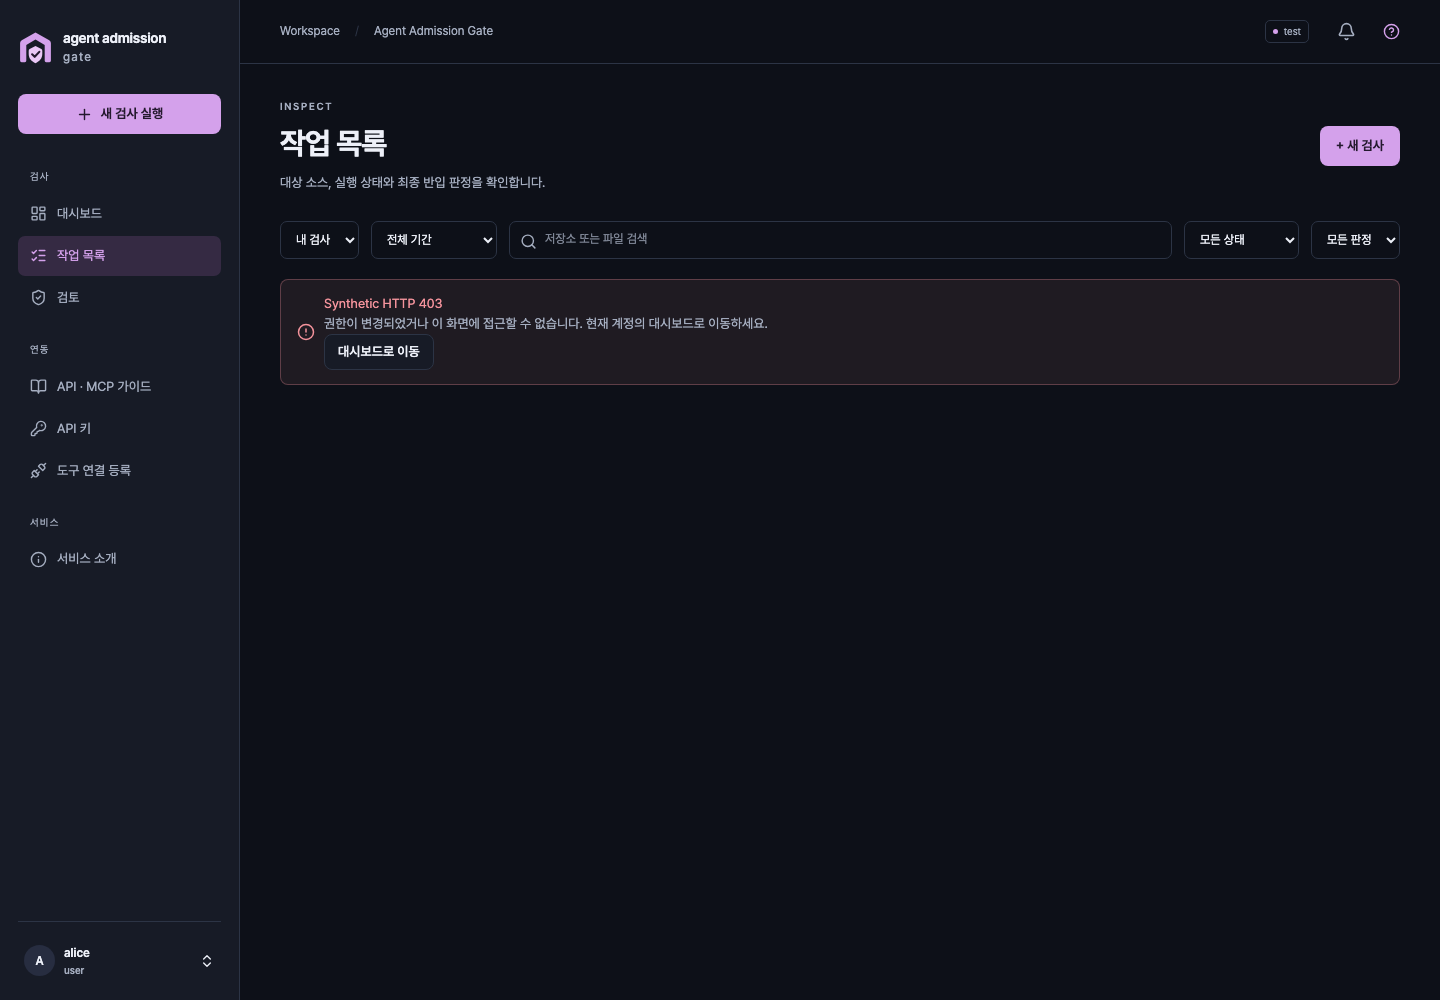 agent admission
gate
새 검사 실행
검사
대시보드
작업 목록
검토
연동
API · MCP 가이드
API 키
도구 연결 등록
서비스
서비스 소개
A
alice
user
Workspace / Agent Admission Gate
test
INSPECT
작업 목록
대상 소스, 실행 상태와 최종 반입 판정을 확인합니다.
+ 새 검사
내 검사
전체 기간
저장소 또는 파일 검색
모든 상태
모든 판정
Synthetic HTTP 403
권한이 변경되었거나 이 화면에 접근할 수 없습니다. 현재 계정의 대시보드로 이동하세요.
대시보드로 이동